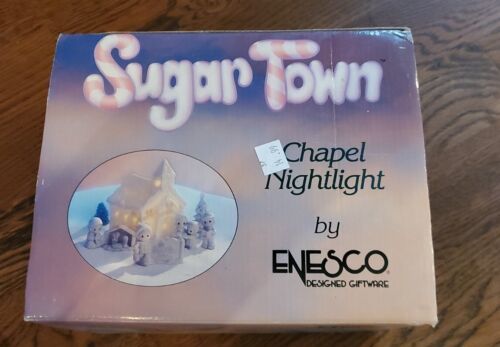 Sugar Town
Chapel
Nightlight
by
ENESCO
DESIGNED GIFTWARE